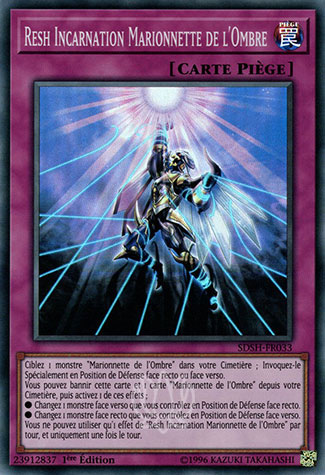 Resh Incarnation Marionnette de l'Ombre
PIÈGE
罠
[Carte Piège]
SDSH-FR033
Ciblez 1 monstre "Marionnette de l'Ombre" dans votre Cimetière ; Invoquez-le
Spécialement en Position de Défense face recto ou face verso.
Vous pouvez bannir cette carte et 1 carte "Marionnette de l'Ombre" depuis votre
Cimetière, puis activez 1 de ces effets ;
● Changez 1 monstre face verso que vous contrôlez en Position de Défense face recto.
● Changez 1 monstre face recto que vous contrôlez en Position de Défense face verso.
Vous ne pouvez utiliser qu'1 effet de "Resh Incarnation Marionnette de l'Ombre" par
tour, et uniquement une fois le tour.
23912837 1ère Édition ©1996 KAZUKI TAKAHASHI